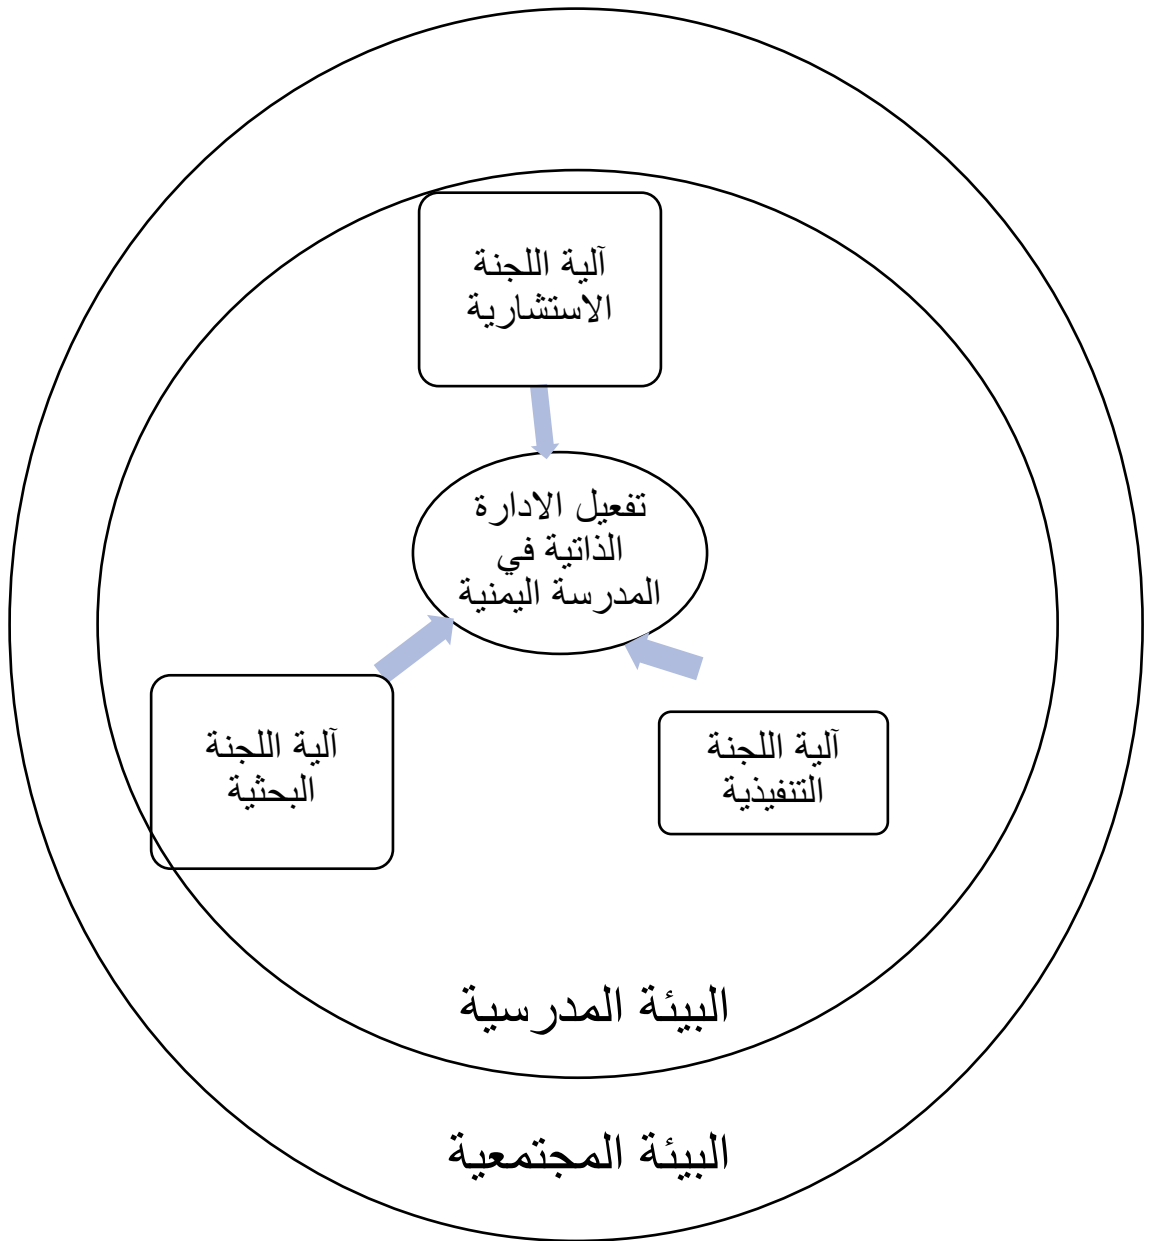 آلية اللجنة
الاستشارية
تفعيل الادارة
الذاتية في
المدرسة اليمنية
آلية اللجنة
التنفيذية
آلية اللجنة
البحثية
البيئة المدرسية
البيئة المجتمعية